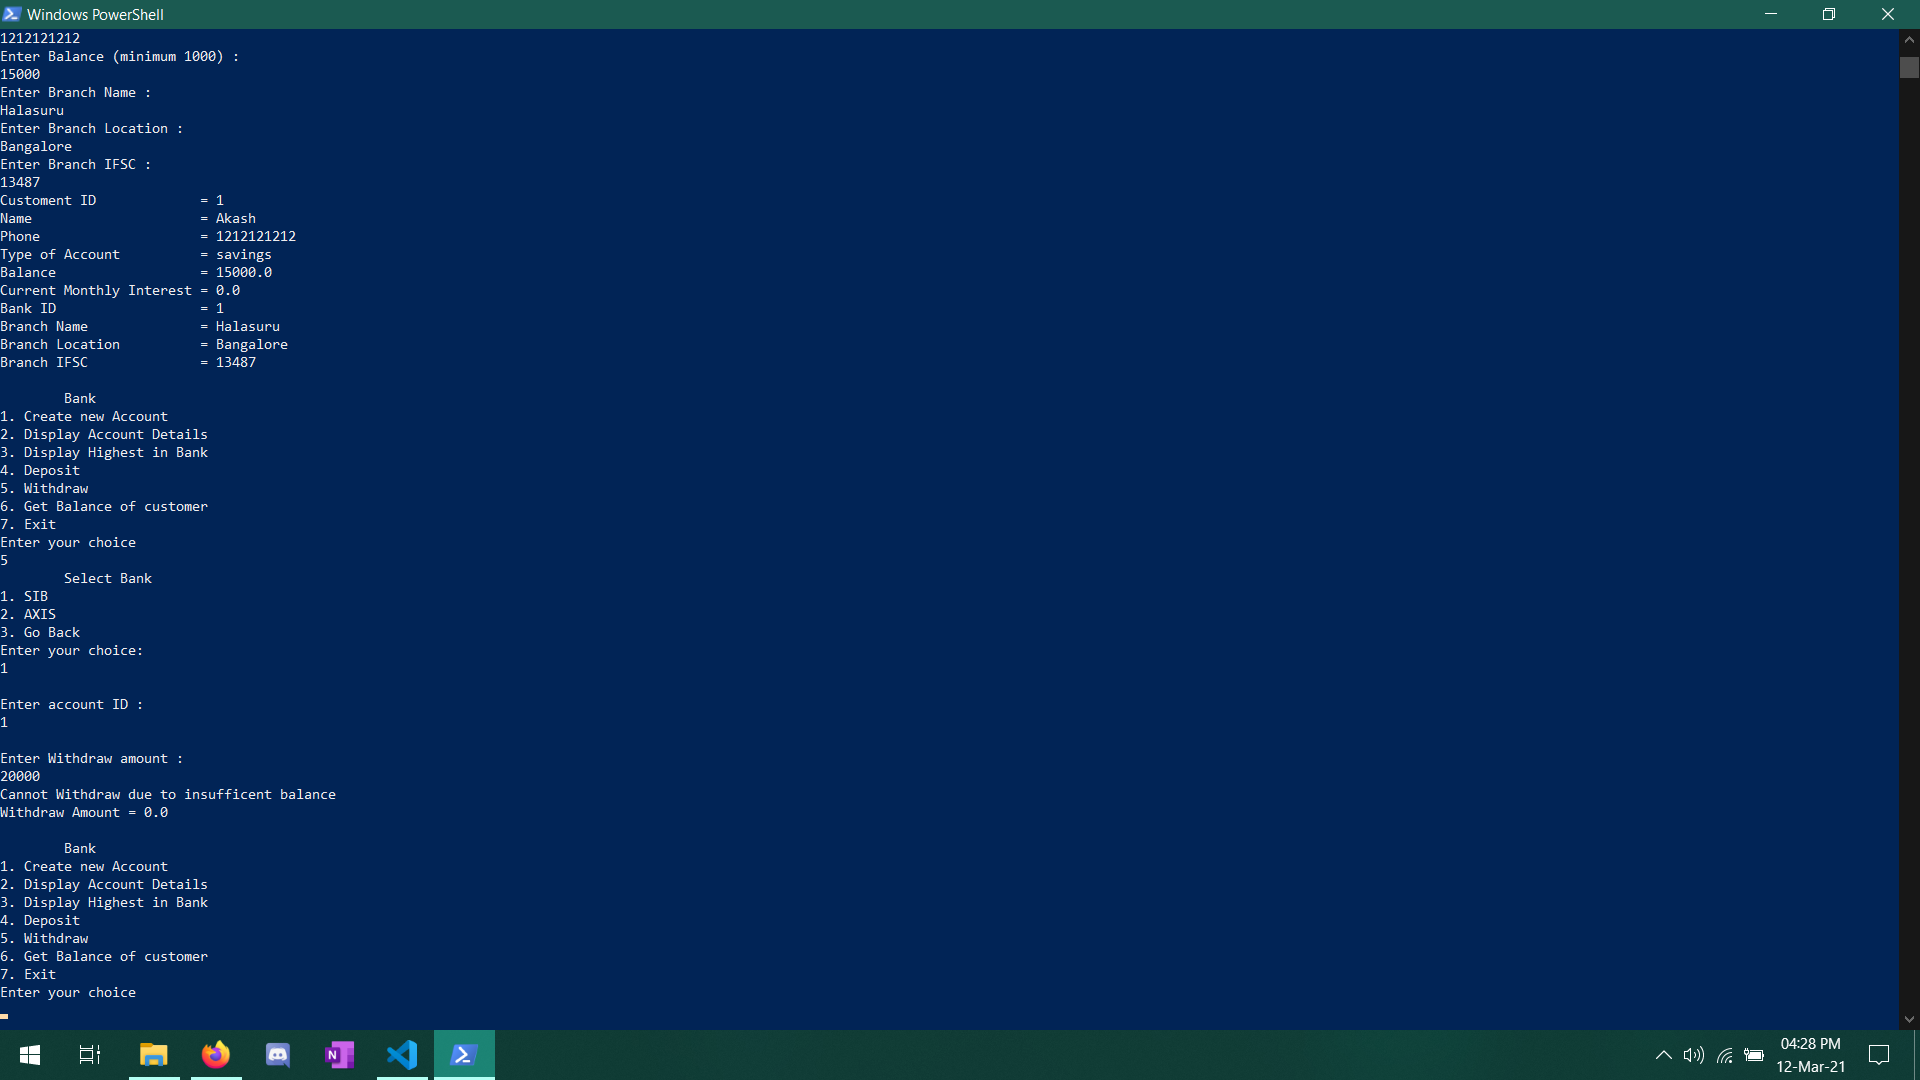 Windows PowerShell
1212121212
Enter Balance (minimum 1000) :
15000
Enter Branch Name :
Halasuru
Enter Branch Location :
Bangalore
Enter Branch IFSC :
13487
Customent ID             = 1
Name                     = Akash
Phone                    = 1212121212
Type of Account          = savings
Balance                  = 15000.0
Current Monthly Interest = 0.0
Bank ID                  = 1
Branch Name              = Halasuru
Branch Location          = Bangalore
Branch IFSC              = 13487
Bank
1. Create new Account
2. Display Account Details
3. Display Highest in Bank
4. Deposit
5. Withdraw
6. Get Balance of customer
7. Exit
Enter your choice
5
Select Bank
1. SIB
2. AXIS
3. Go Back
Enter your choice:
1
Enter account ID :
1
Enter Withdraw amount :
20000
Cannot Withdraw due to insufficent balance
Withdraw Amount = 0.0
Bank
1. Create new Account
2. Display Account Details
3. Display Highest in Bank
4. Deposit
5. Withdraw
6. Get Balance of customer
7. Exit
Enter your choice
N
04:28 PM
12-Mar-21